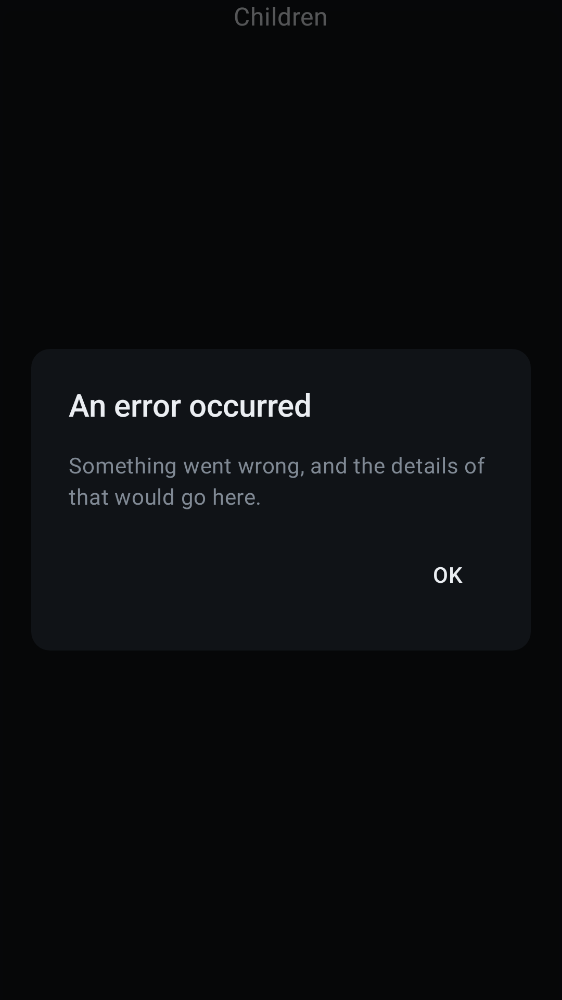 Children
An error occurred
Something went wrong, and the details of
that would go here.
OK